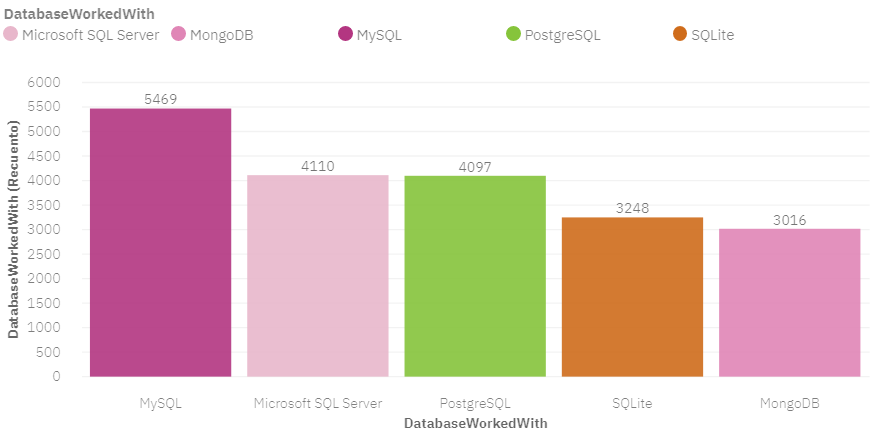 DatabaseWorkedWith
Microsoft SQL Server MongoDB MySQL PostgreSQL SQLite
DatabaseWorkedWith (Recuento)
6000
5500
5000
4500
4000
3500
3000
2500
2000
1500
1000
500
0
5469 4110 4097 3248 3016
MySQL Microsoft SQL Server PostgreSQL SQLite MongoDB
DatabaseWorkedWith